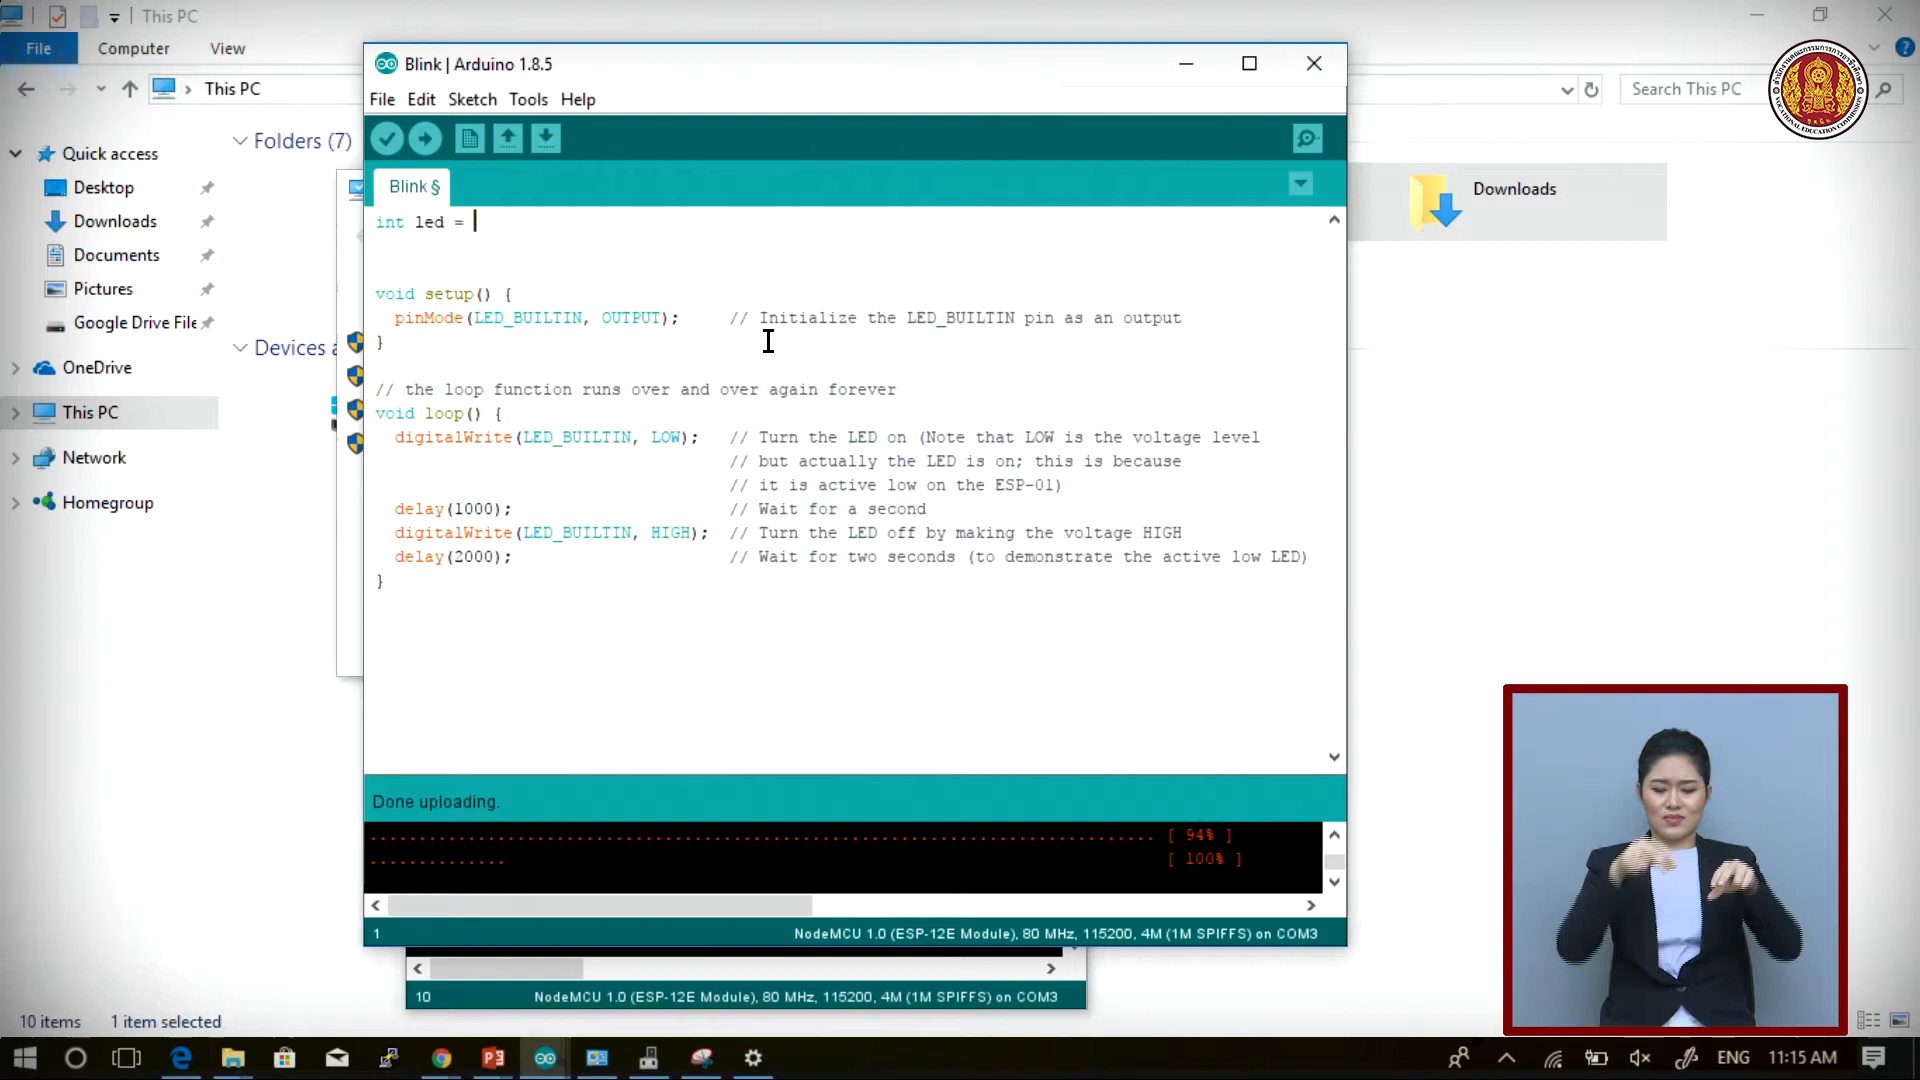 This PC
File
Computer
View
This PC
Search This PC
Quick access
Desktop
Downloads
Documents
Pictures
Google Drive File
OneDrive
This PC
Network
Homegroup
Folders (7)
Devices a
Downloads
VOCATIONAL EDUCATION COMMISSION
Blink | Arduino 1.8.5
File Edit Sketch Tools Help
Blink §
int led =
void setup() {
pinMode(LED_BUILTIN, OUTPUT); // Initialize the LED_BUILTIN pin as an output
}
// the loop function runs over and over again forever
void loop() {
digitalWrite(LED_BUILTIN, LOW); // Turn the LED on (Note that LOW is the voltage level
// but actually the LED is on; this is because
// it is active low on the ESP-01)
delay(1000); // Wait for a second
digitalWrite(LED_BUILTIN, HIGH); // Turn the LED off by making the voltage HIGH
delay(2000); // Wait for two seconds (to demonstrate the active low LED)
}
Done uploading.
................................................................................ [ 94% ]
.............. [ 100% ]
1
NodeMCU 1.0 (ESP-12E Module), 80 MHz, 115200, 4M (1M SPIFFS) on COM3
10
NodeMCU 1.0 (ESP-12E Module), 80 MHz, 115200, 4M (1M SPIFFS) on COM3
10 items 1 item selected
ENG 11:15 AM